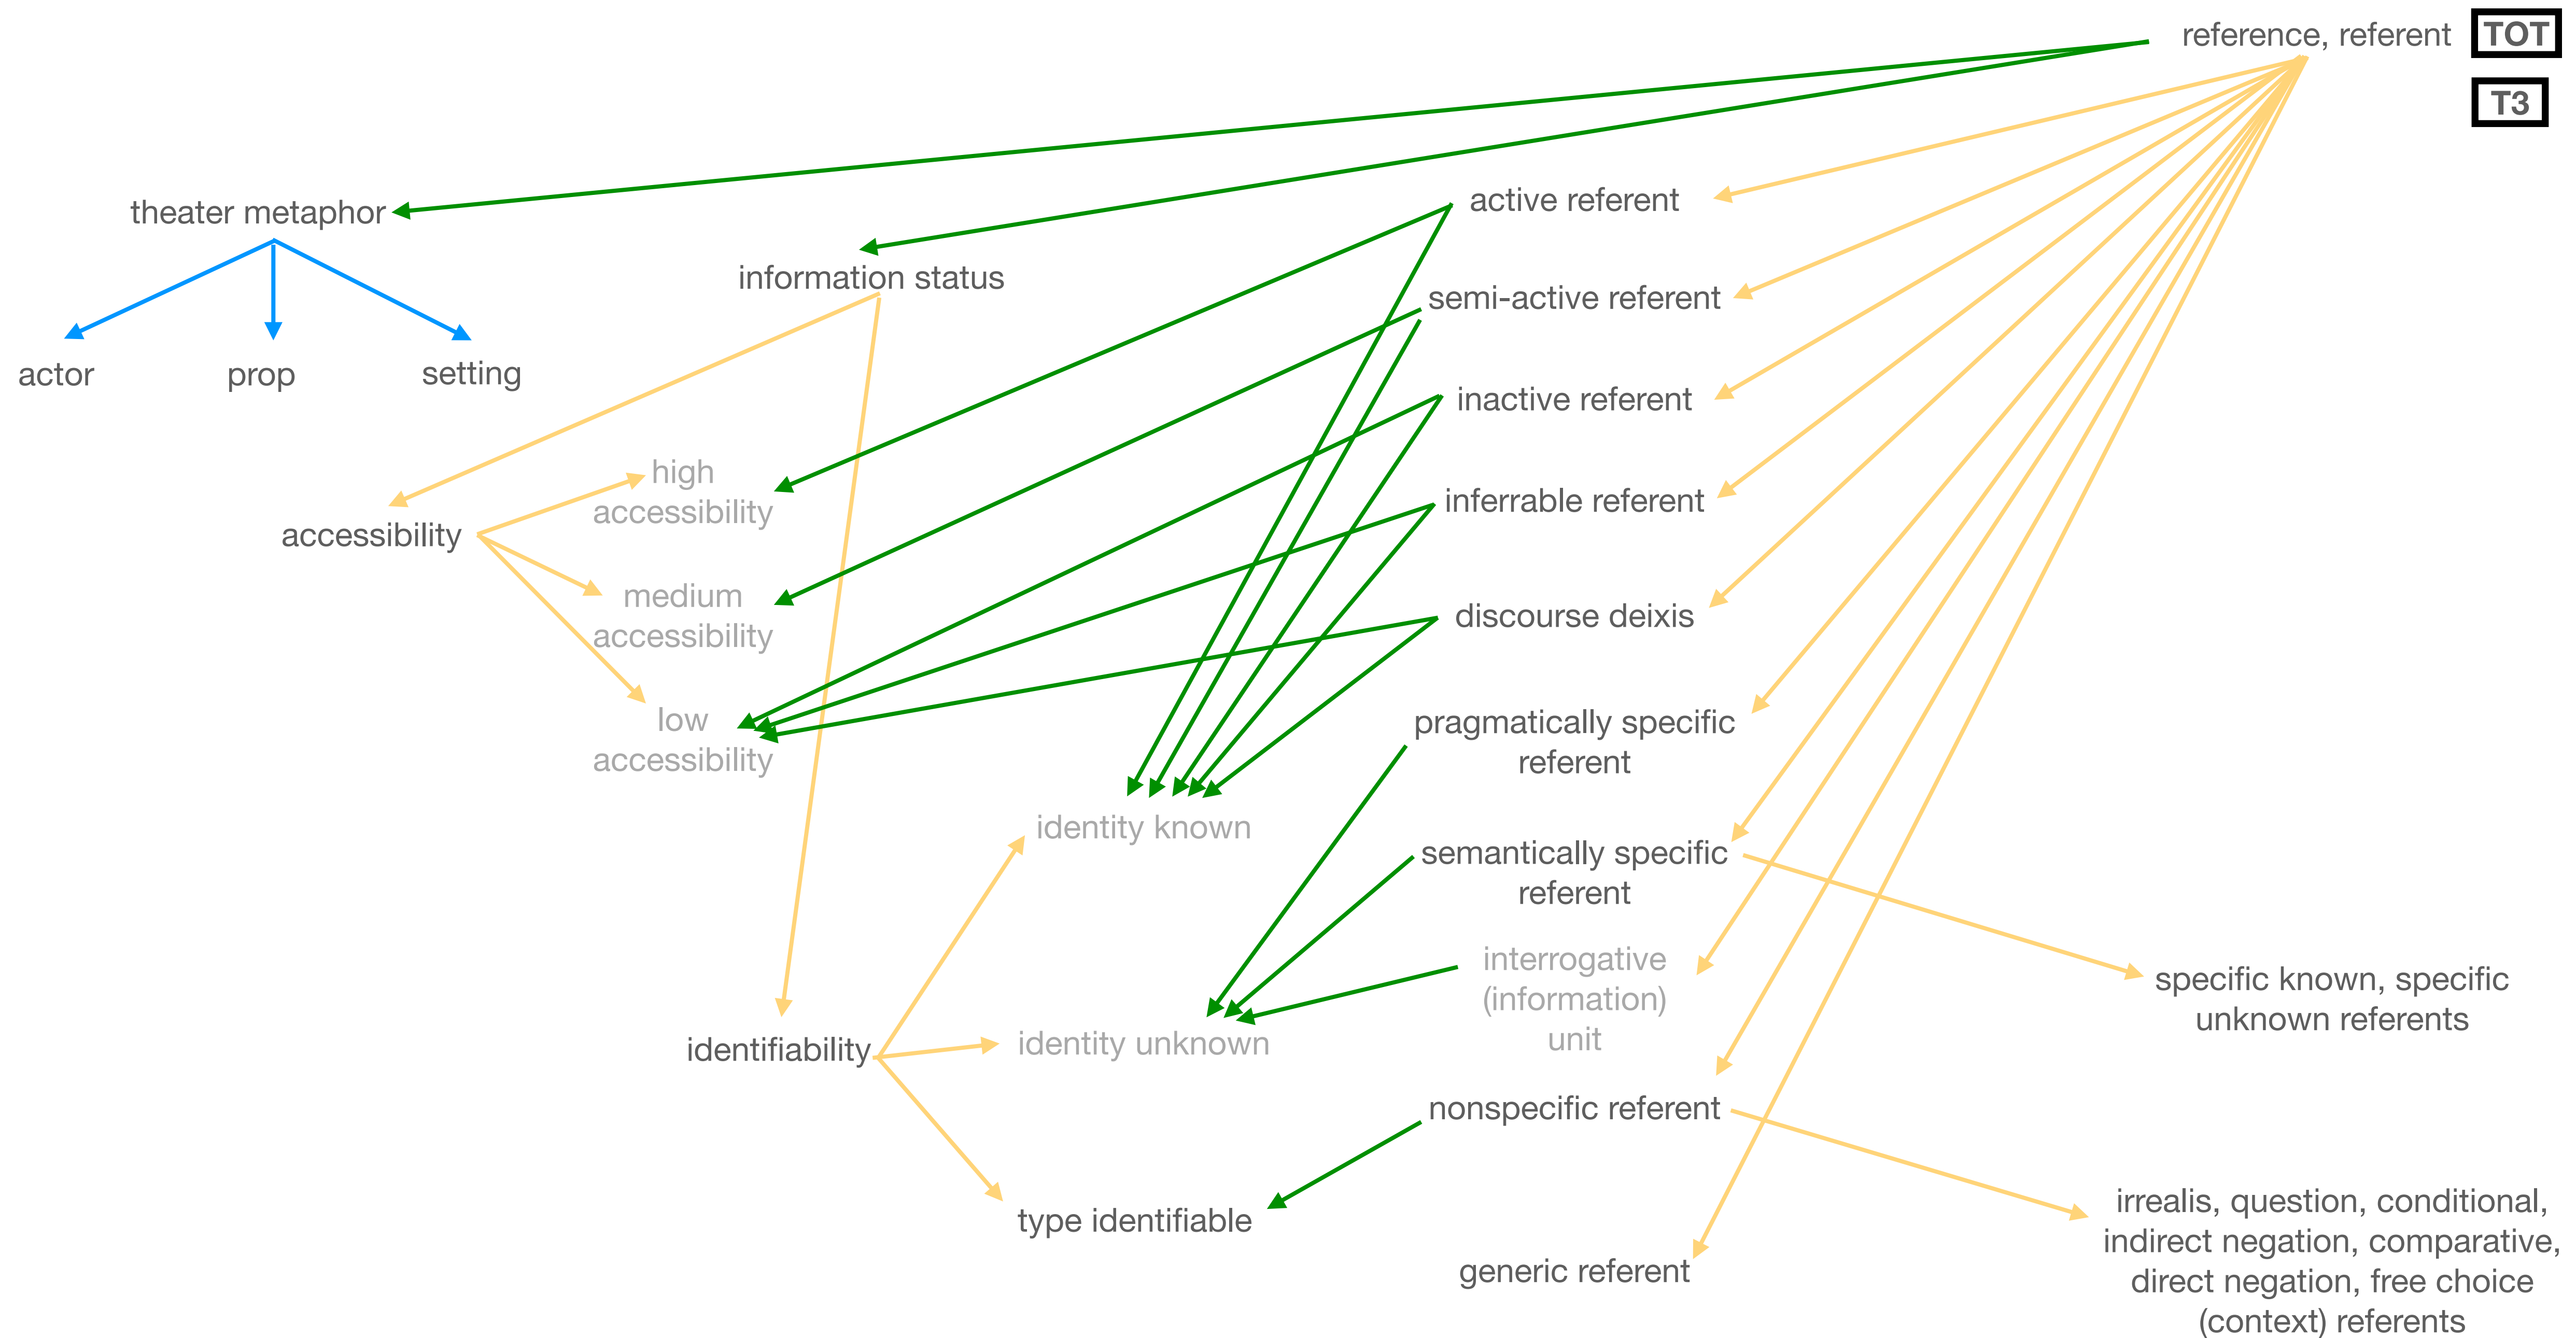 reference, referent TOT
T3
theater metaphor
actor
prop
setting
information status
accessibility
high
accessibility
medium
accessibility
low
accessibility
identifiability
identity known
identity unknown
type identifiable
active referent
semi-active referent
inactive referent
inferrable referent
discourse deixis
pragmatically specific
referent
semantically specific
referent
interrogative
(information)
unit
nonspecific referent
generic referent
specific known, specific
unknown referents
irrealis, question, conditional,
indirect negation, comparative,
direct negation, free choice
(context) referents